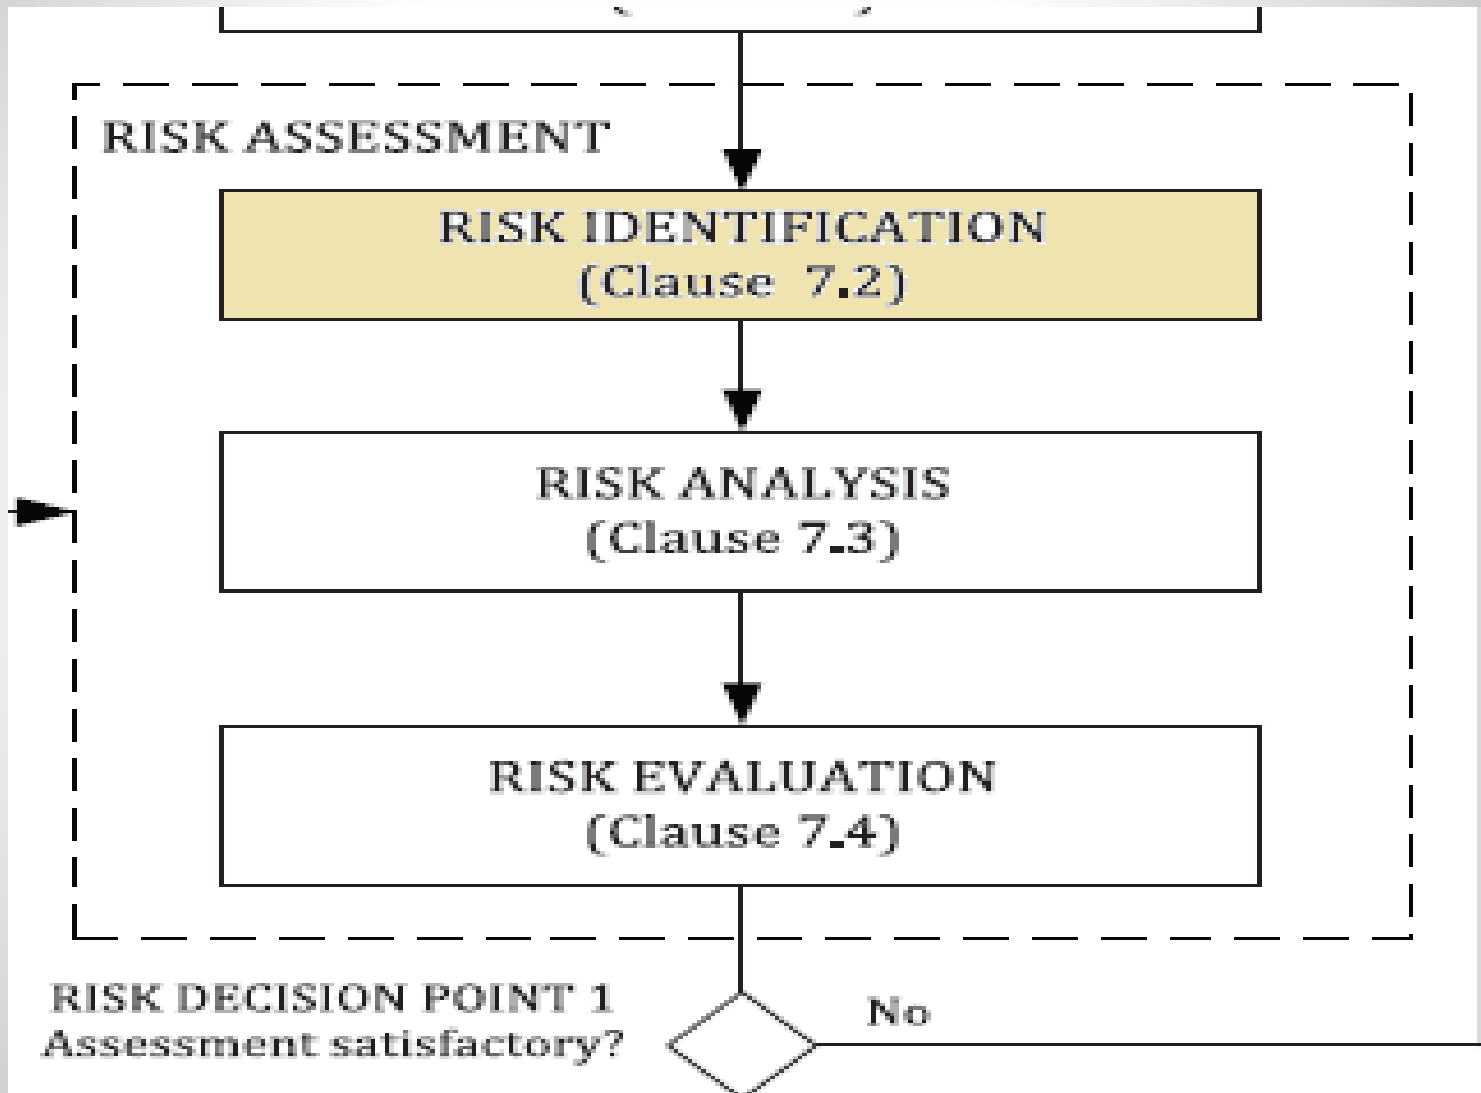 RISK ASSESSMENT
RISK IDENTIFICATION
(Clause 7.2)
RISK ANALYSIS
(Clause 7.3)
RISK EVALUATION
(Clause 7.4)
RISK DECISION POINT 1
Assessment satisfactory?
No